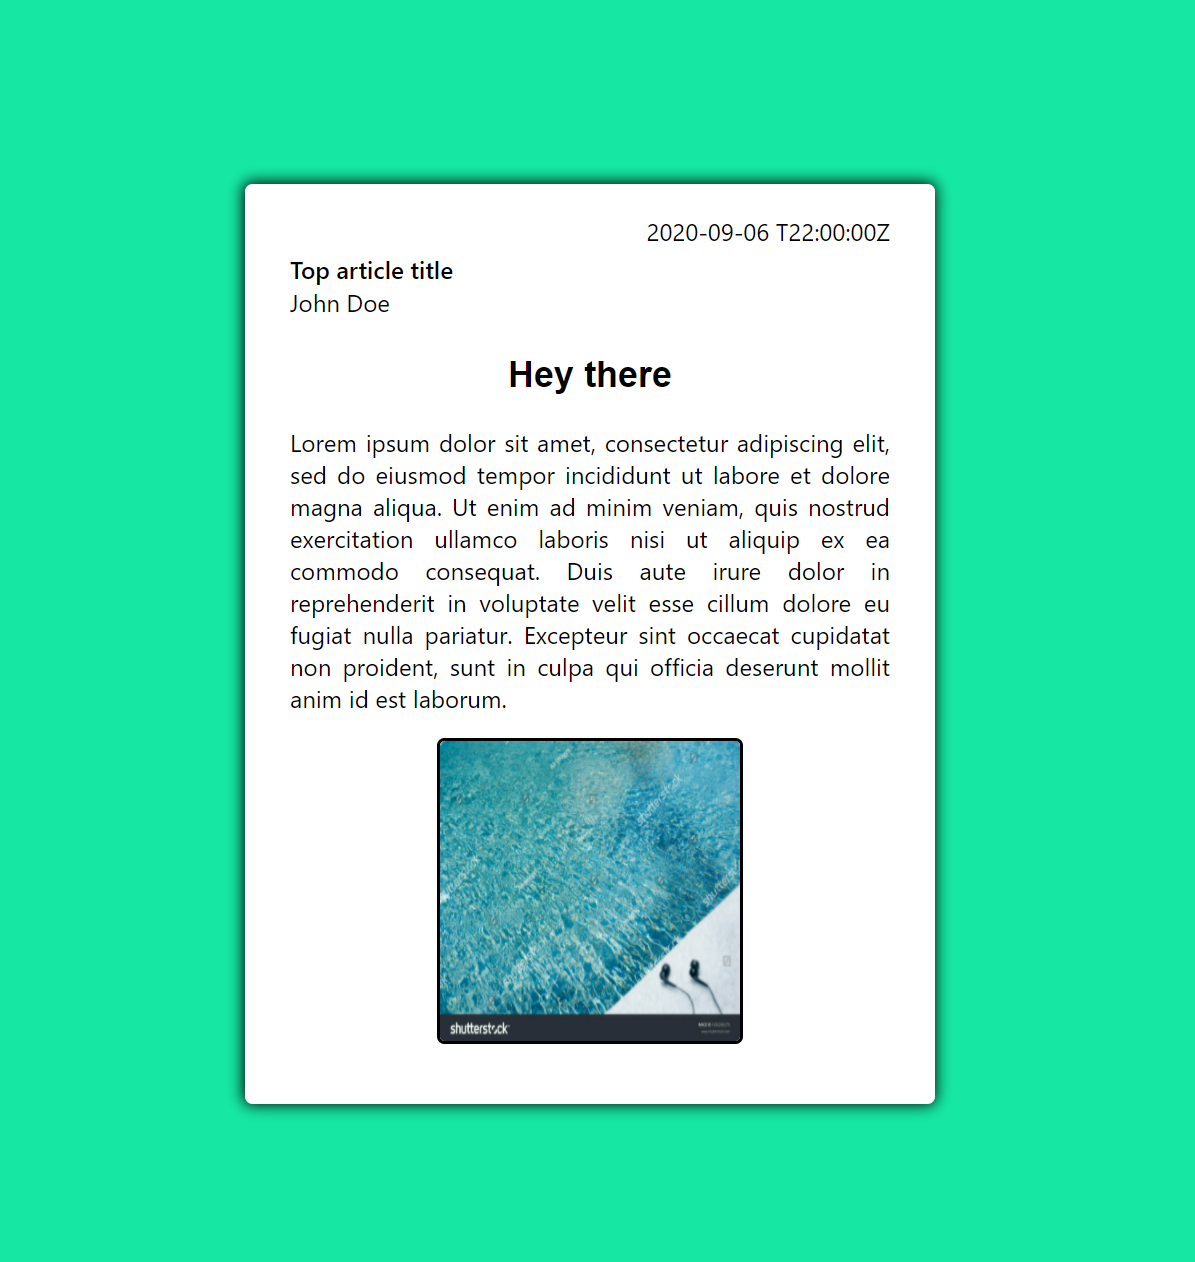 2020-09-06 T22:00:00Z
Top article title
John Doe
Hey there
Lorem ipsum dolor sit amet, consectetur adipiscing elit,
sed do eiusmod tempor incididunt ut labore et dolore
magna aliqua. Ut enim ad minim veniam, quis nostrud
exercitation ullamco laboris nisi ut aliquip ex ea
commodo consequat. Duis aute irure dolor in
reprehenderit in voluptate velit esse cillum dolore eu
fugiat nulla pariatur. Excepteur sint occaecat cupidatat
non proident, sunt in culpa qui officia deserunt mollit
anim id est laborum.
shutterstock
shutterstock